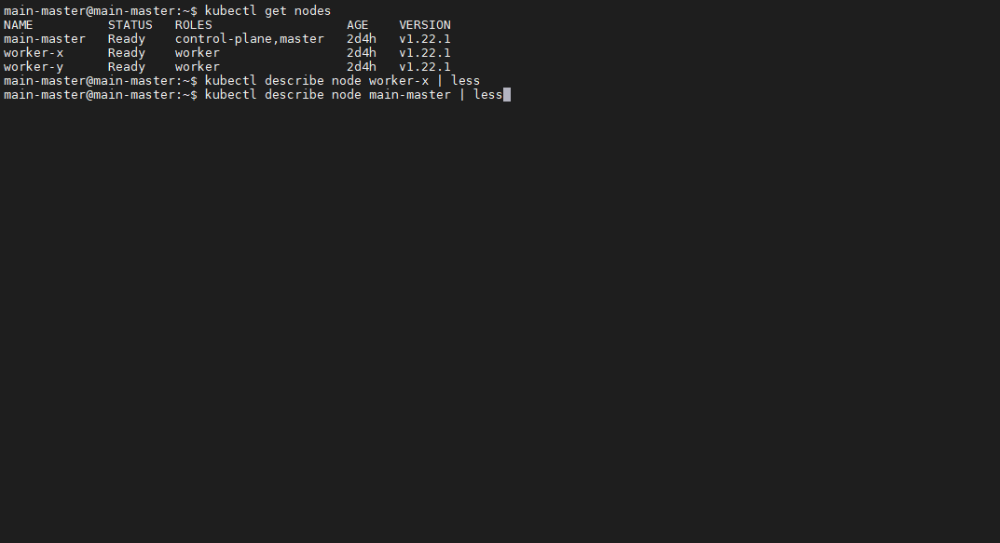 main-master@main-master:~$ kubectl get nodes
NAME          STATUS   ROLES                  AGE    VERSION
main-master   Ready    control-plane,master   2d4h   v1.22.1
worker-x      Ready    worker                 2d4h   v1.22.1
worker-y      Ready    worker                 2d4h   v1.22.1
main-master@main-master:~$ kubectl describe node worker-x | less
main-master@main-master:~$ kubectl describe node main-master | less